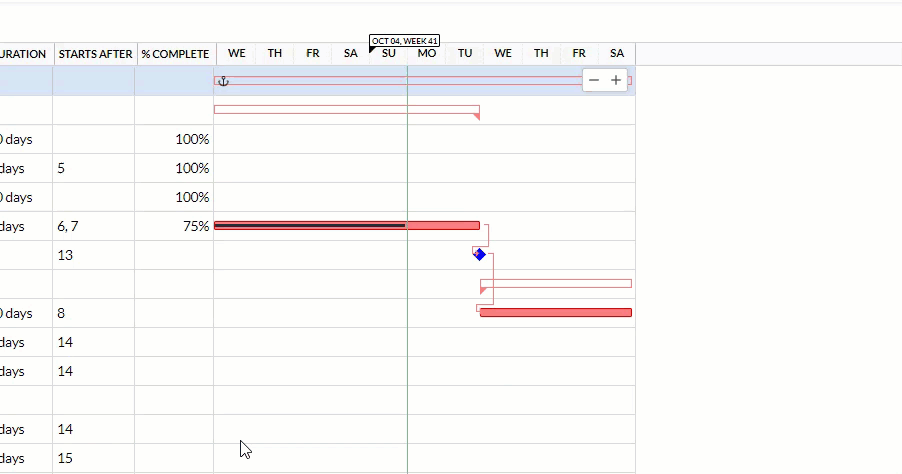 OCT 04, WEEK 41
URATION STARTS AFTER % COMPLETE WE TH FR SA SU MO TU WE TH FR SA
− +
0 days 100%
days 5 100%
0 days 100%
days 6, 7 75%
13
0 days 8
days 14
days 14
days 14
days 15